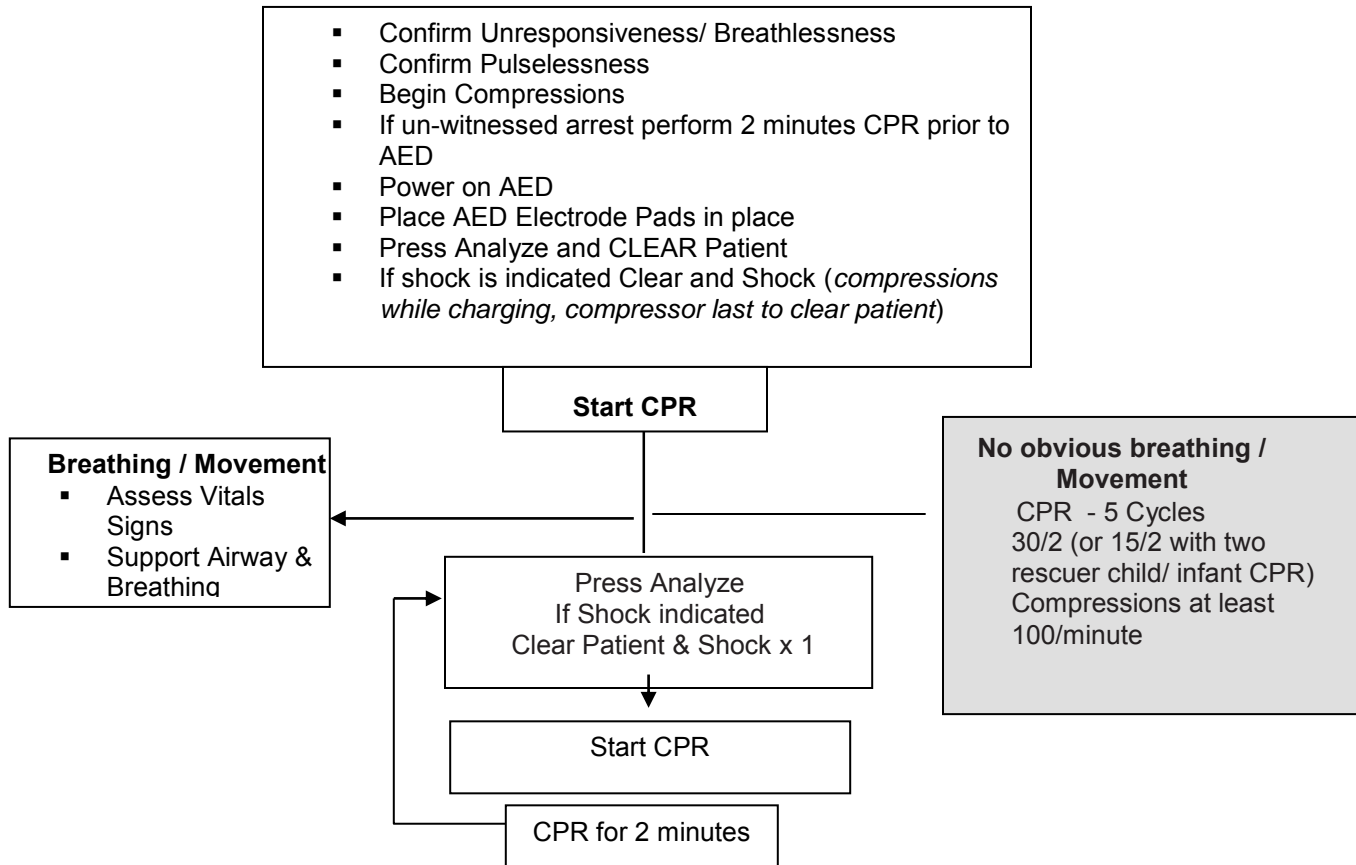 ▪ Confirm Unresponsiveness/ Breathlessness
▪ Confirm Pulselessness
▪ Begin Compressions
▪ If un-witnessed arrest perform 2 minutes CPR prior to
AED
▪ Power on AED
▪ Place AED Electrode Pads in place
▪ Press Analyze and CLEAR Patient
▪ If shock is indicated Clear and Shock (compressions
while charging, compressor last to clear patient)
Start CPR
Breathing / Movement
▪ Assess Vitals
Signs
▪ Support Airway &
Breathing
No obvious breathing /
Movement
CPR - 5 Cycles
30/2 (or 15/2 with two
rescuer child/ infant CPR)
Compressions at least
100/minute
Press Analyze
If Shock indicated
Clear Patient & Shock x 1
Start CPR
CPR for 2 minutes